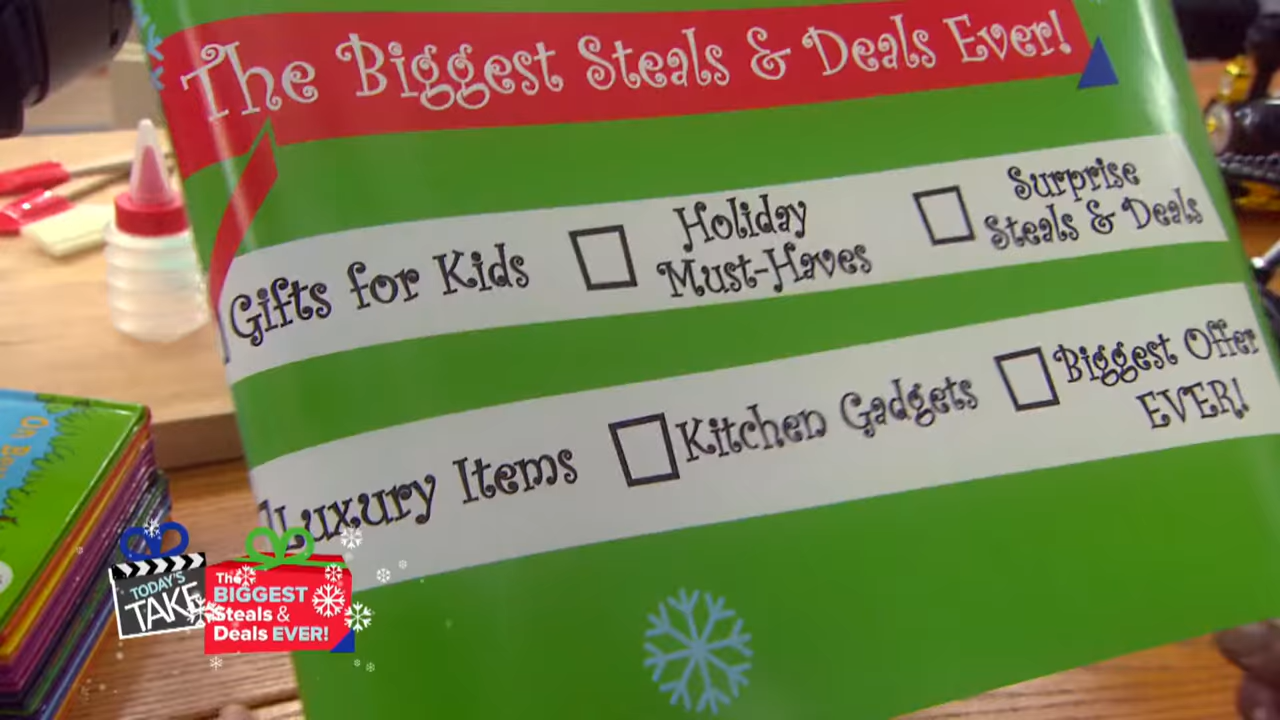 The Biggest Steals & Deals Ever!
Gifts for Kids
Holiday
Must-Haves
Surprise
Steals & Deals
Luxury Items
Kitchen Gadgets
Biggest Offer
EVER!
On
TODAY'S
TAKE
The
BIGGEST
Steals &
Deals EVER!